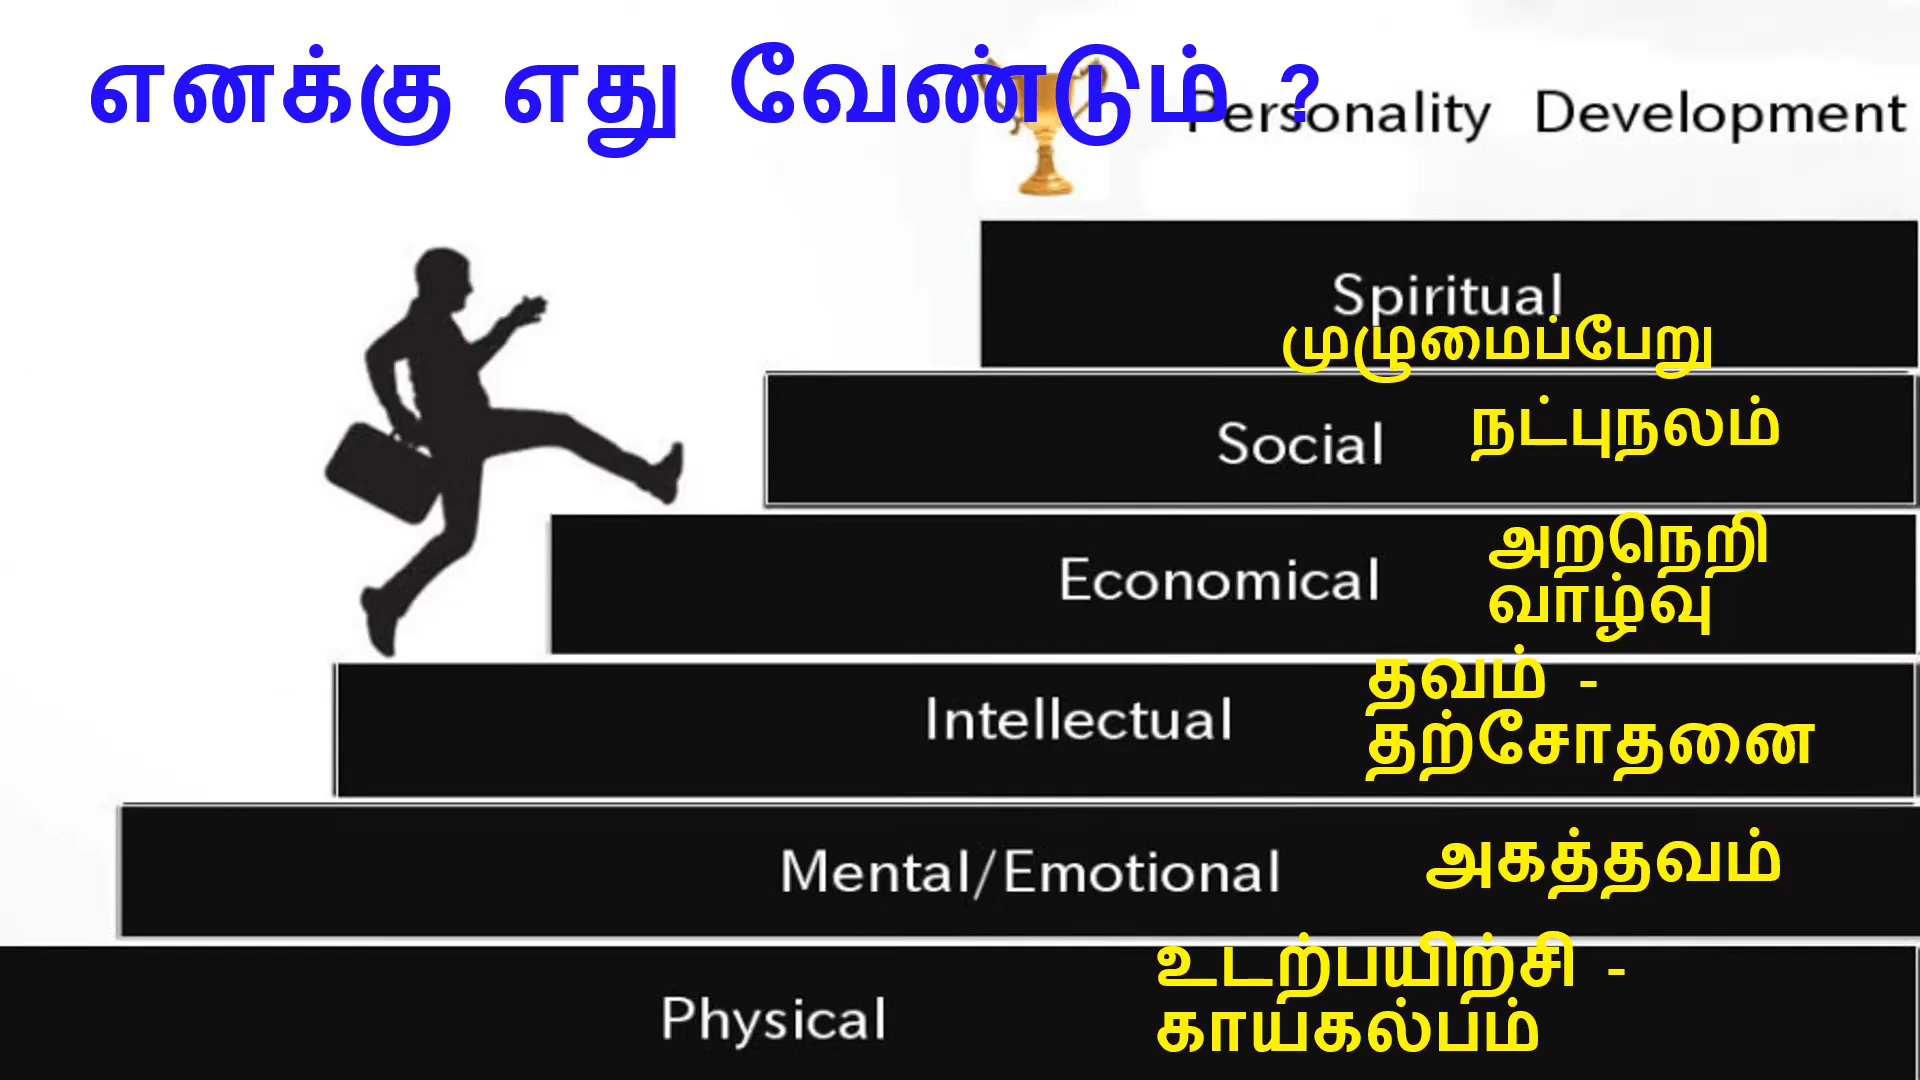 எனக்கு எது வேண்டும் ?
Personality Development
Spiritual
முழுமைப்பேறு
Social
நட்புநலம்
Economical
அறநெறி
வாழ்வு
Intellectual
தவம் -
தற்சோதனை
Mental/Emotional
அகத்தவம்
Physical
உடற்பயிற்சி -
காயகல்பம்